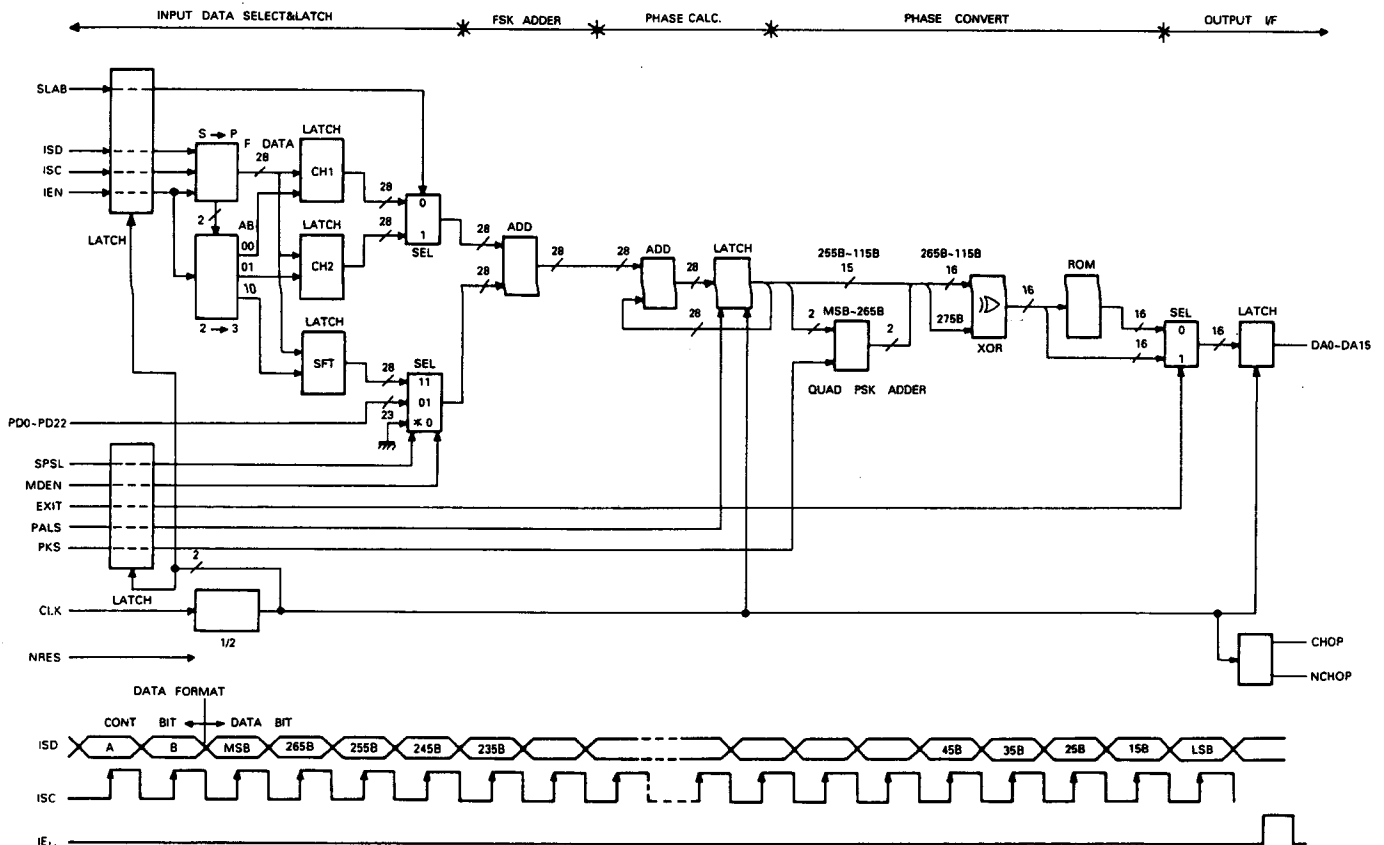 INPUT DATA SELECT&LATCH
FSK ADDER
PHASE CALC.
PHASE CONVERT
OUTPUT I/F
SLAB
ISD
ISC
IEN
LATCH
S → P
F DATA
28
2
AB
00
01
10
2 → 3
LATCH
CH1
LATCH
CH2
LATCH
SFT
28
28
0
1
SEL
28
28
ADD
28
28
ADD
28
28
LATCH
255B~115B
15
265B~115B
16
MSB~265B
2
2
QUAD PSK ADDER
275B
XOR
16
ROM
16
16
SEL
0
1
16
LATCH
DA0~DA15
28
SEL
11
01
*0
23
PD0~PD22
SPSL
MDEN
EXIT
PALS
PKS
2
LATCH
CLK
1/2
NRES
CHOP
NCHOP
DATA FORMAT
CONT BIT DATA BIT
ISD
A
B
MSB
265B
255B
245B
235B
45B
35B
25B
15B
LSB
ISC